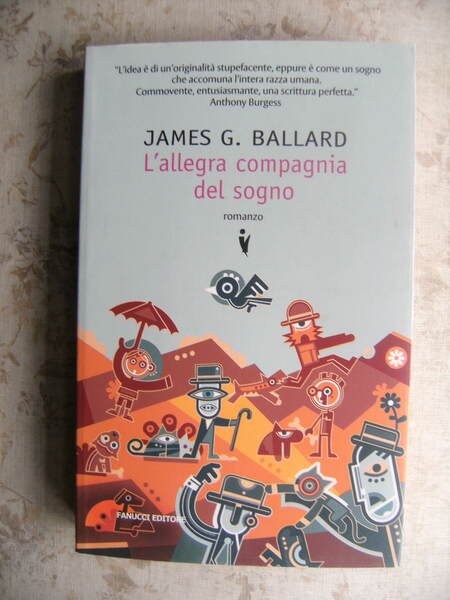 "L'idea è di un'originalità stupefacente, eppure è come un sogno
che accomuna l'intera razza umana.
Commovente, entusiasmante, una scrittura perfetta."
Anthony Burgess
JAMES G. BALLARD
L'allegra compagnia
del sogno
romanzo
FANUCCI EDITORE